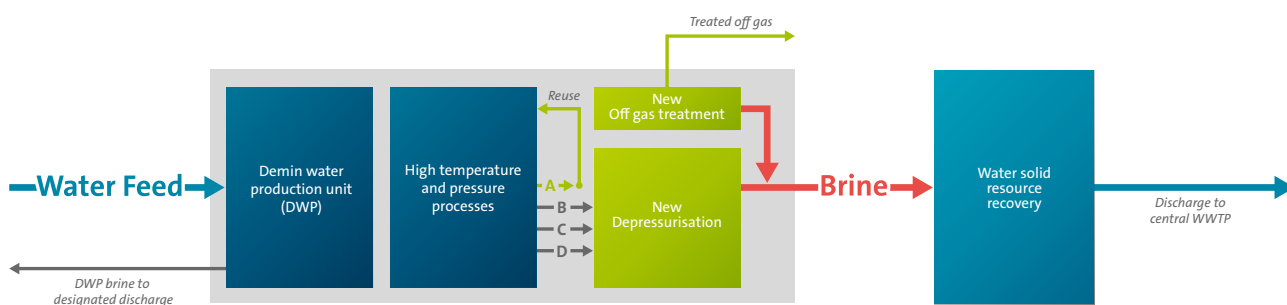 Treated off gas
Reuse
New
Off gas treatment
Water Feed
Demin water
production unit
(DWP)
High temperature
and pressure
processes
A
B
C
D
New
Depressurisation
Brine
Water solid
resource
recovery
Discharge to
central WWTP
DWP brine to
designated discharge